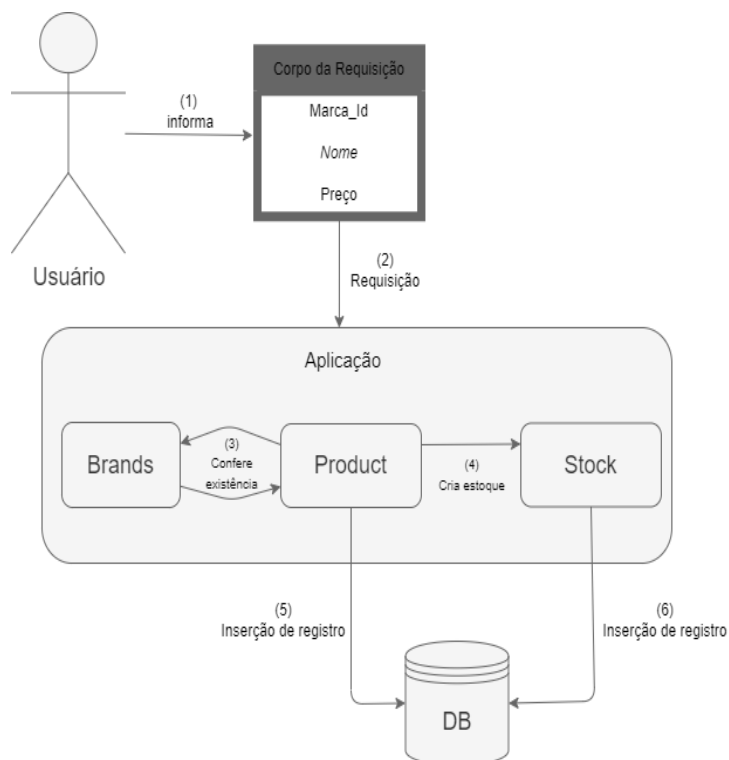 Corpo da Requisição
Marca_Id
Nome
Preço
(1)
informa
Usuário
(2)
Requisição
Aplicação
Brands
(3)
Confere
existência
Product
(4)
Cria estoque
Stock
(5)
Inserção de registro
(6)
Inserção de registro
DB